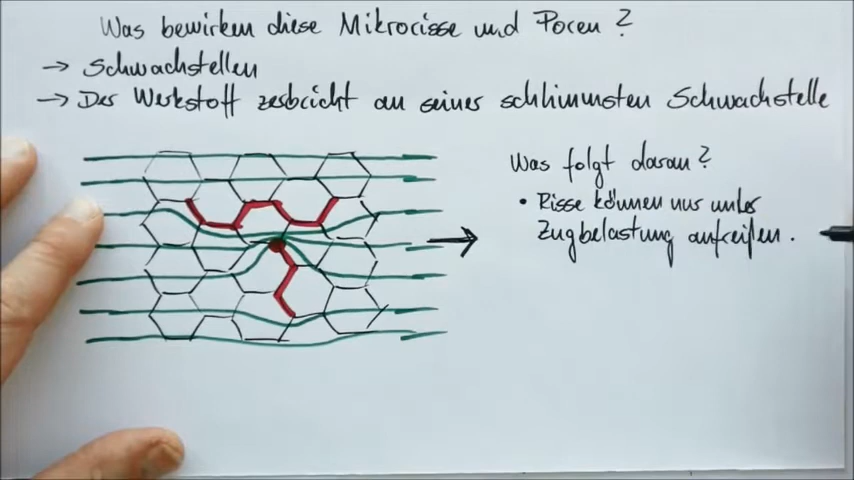 Was bewirken diese Mikrorisse und Poren?
→ Schwachstellen
→ Der Werkstoff zerbricht an seiner schlimmsten Schwachstelle
Was folgt daran?
• Risse können nur unter
Zugbelastung aufreißen.